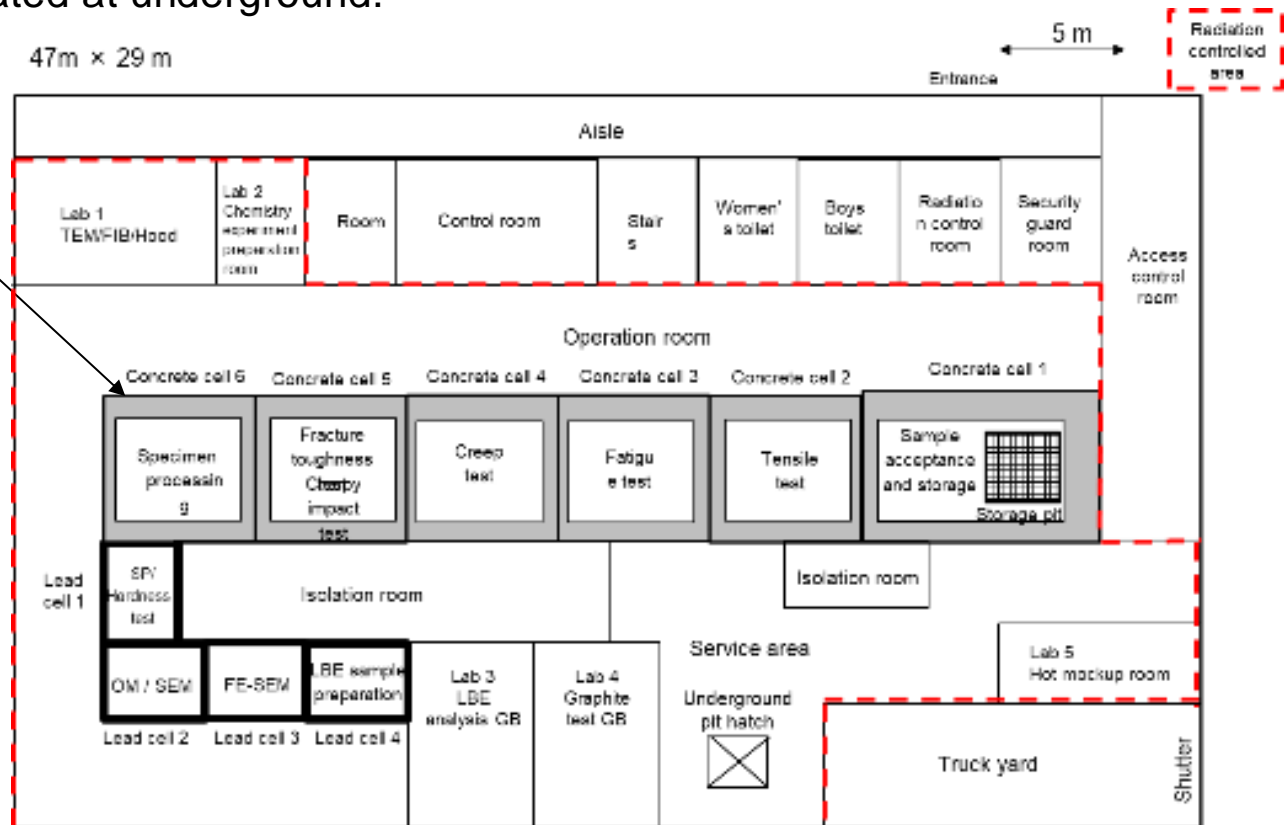 ated at underground.
47m × 29 m
5 m
Radiation
controlled
area
Entrance
Aisle
Lab 1
TEM/FIB/Hood
Lab 2
Chemistry
experiment
preparation
room
Room
Control room
Stair
s
Women'
s toilet
Boys
toilet
Radiatio
n control
room
Security
guard
room
Access
control
room
Operation room
Concrete cell 6
Concrete cell 5
Concrete cell 4
Concrete cell 3
Concrete cell 2
Concrete cell 1
Specimen
processin
g
Fracture
toughness
Charpy
impact
test
Creep
test
Fatigu
e test
Tensile
test
Sample
acceptance
and storage
Storage pit
Lead
cell 1
SP/
Hardness
test
Isolation room
Isolation room
OM / SEM
FE-SEM
LBE sample
preparation
Lead cell 2
Lead cell 3
Lead cell 4
Lab 3
LBE
analysis GB
Lab 4
Graphite
test GB
Service area
Underground
pit hatch
Lab 5
Hot mockup room
Truck yard
Shutter